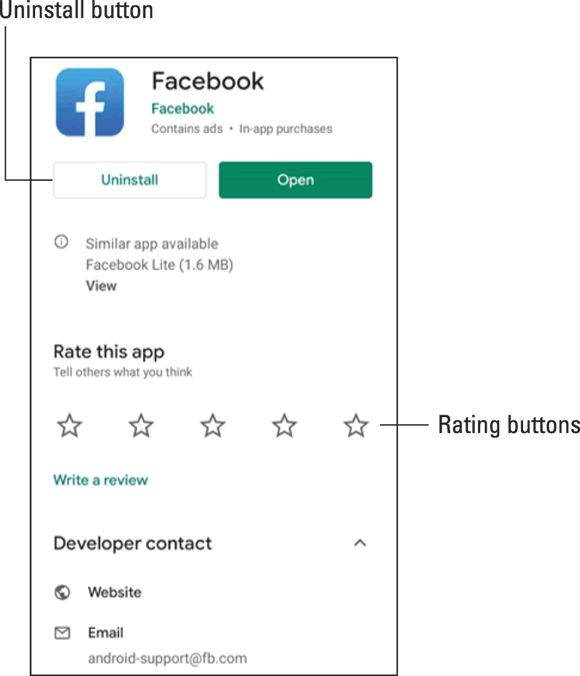 Uninstall button
Facebook
Facebook
Contains ads • In-app purchases
Uninstall
Open
Similar app available
Facebook Lite (1.6 MB)
View
Rate this app
Tell others what you think
Rating buttons
Write a review
Developer contact
Website
Email
android-support@fb.com